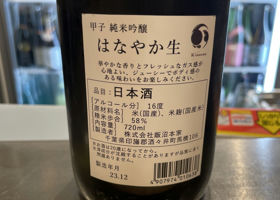 甲子 純米吟醸
はなやか生
華やかな香りとフレッシュなガス感が
心地よい、ジューシーでボディ感の
ある味わいをお楽しみください。
品目：日本酒
アルコール分 16度
原材料名 米(国産)、米麹(国産米)
精米歩合 58%
720ml
株式会社飯沼本家
千葉県印旛郡酒々井町馬橋106
製造年月
23.12